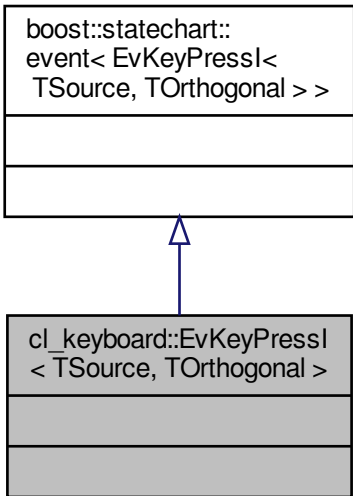 boost::statechart::
event< EvKeyPressI<
TSource, TOrthogonal > >
cl_keyboard::EvKeyPressI
< TSource, TOrthogonal >